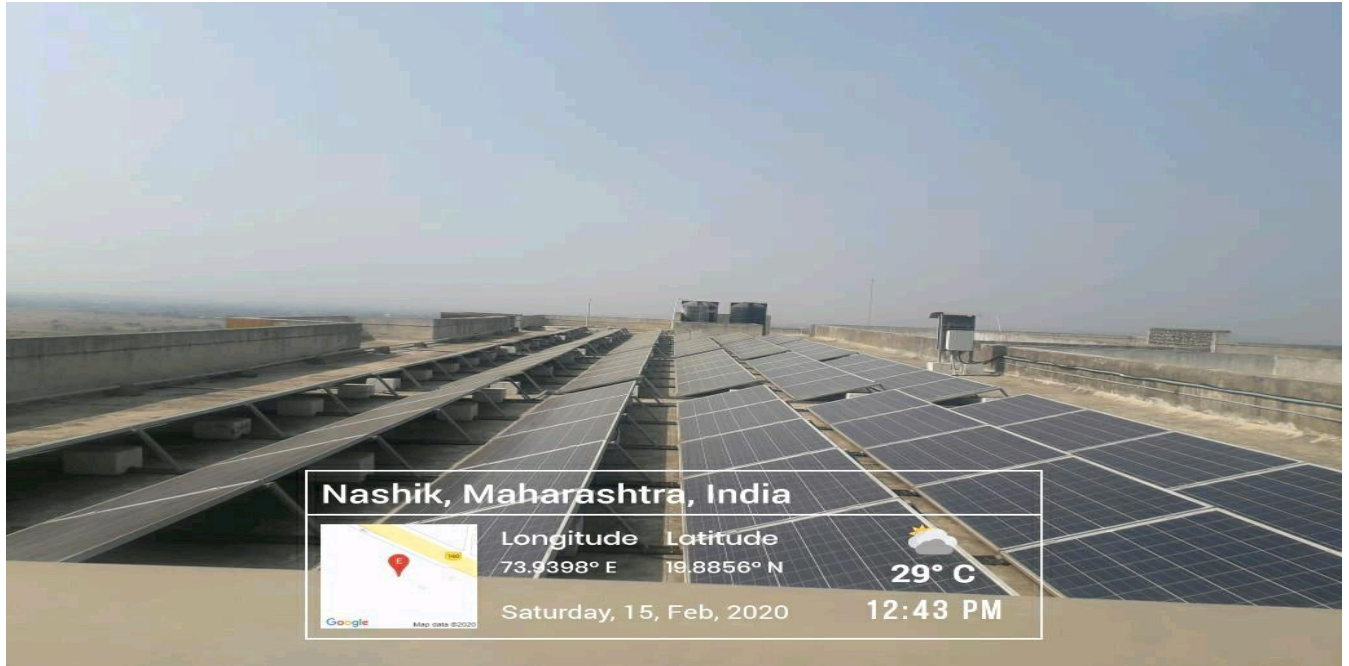 Nashik, Maharashtra, India
Longitude Latitude
73.9398° E 19.8856° N
29° C
Saturday, 15, Feb, 2020
12:43 PM
E
160
Google
Map data ©2020